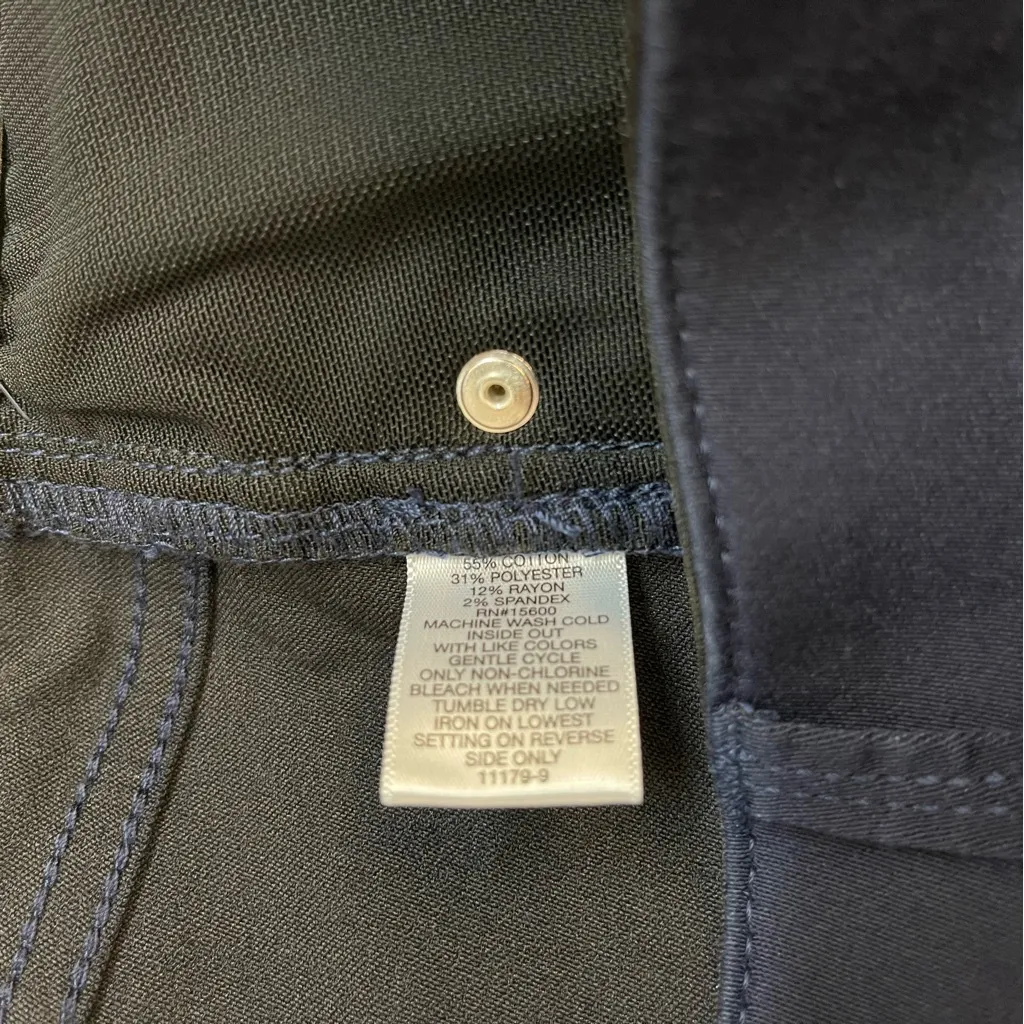 55% COTTON
31% POLYESTER
12% RAYON
2% SPANDEX
RN#15600
MACHINE WASH COLD
INSIDE OUT
WITH LIKE COLORS
GENTLE CYCLE
ONLY NON-CHLORINE
BLEACH WHEN NEEDED
TUMBLE DRY LOW
IRON ON LOWEST
SETTING ON REVERSE
SIDE ONLY
11179-9